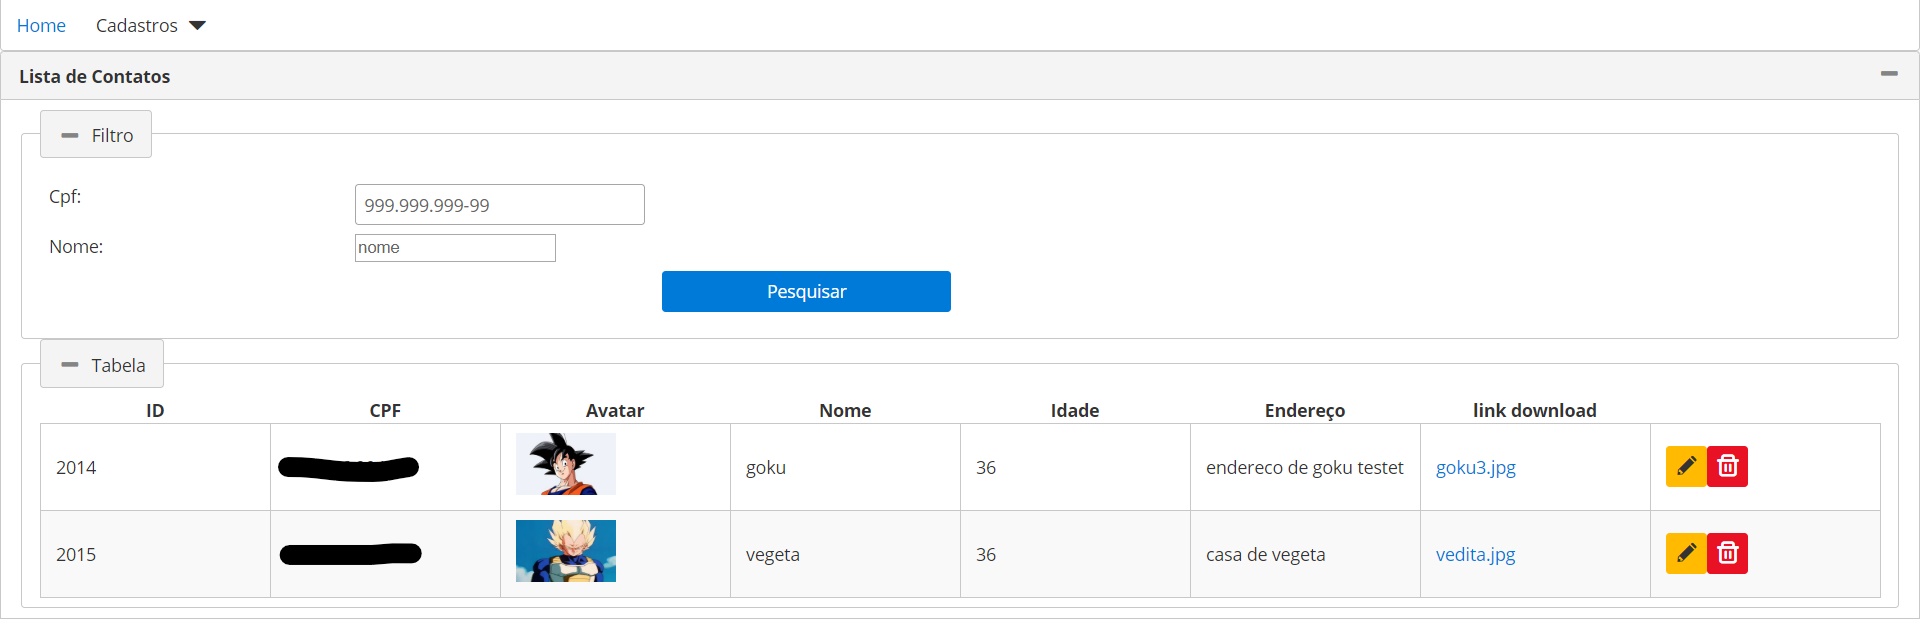 Home Cadastros
Lista de Contatos
Filtro
Cpf: 999.999.999-99
Nome: nome
Pesquisar
Tabela
ID CPF Avatar Nome Idade Endereço link download
2014 goku 36 endereco de goku testet goku3.jpg
2015 vegeta 36 casa de vegeta vedita.jpg